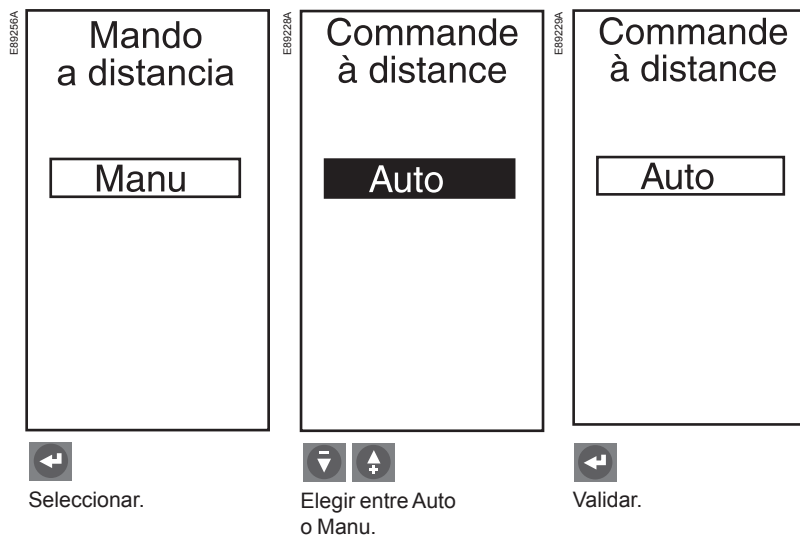 E89256A
Mando
a distancia
Manu
Seleccionar.
E89228A
Commande
à distance
Auto
Elegir entre Auto
o Manu.
E89229A
Commande
à distance
Auto
Validar.